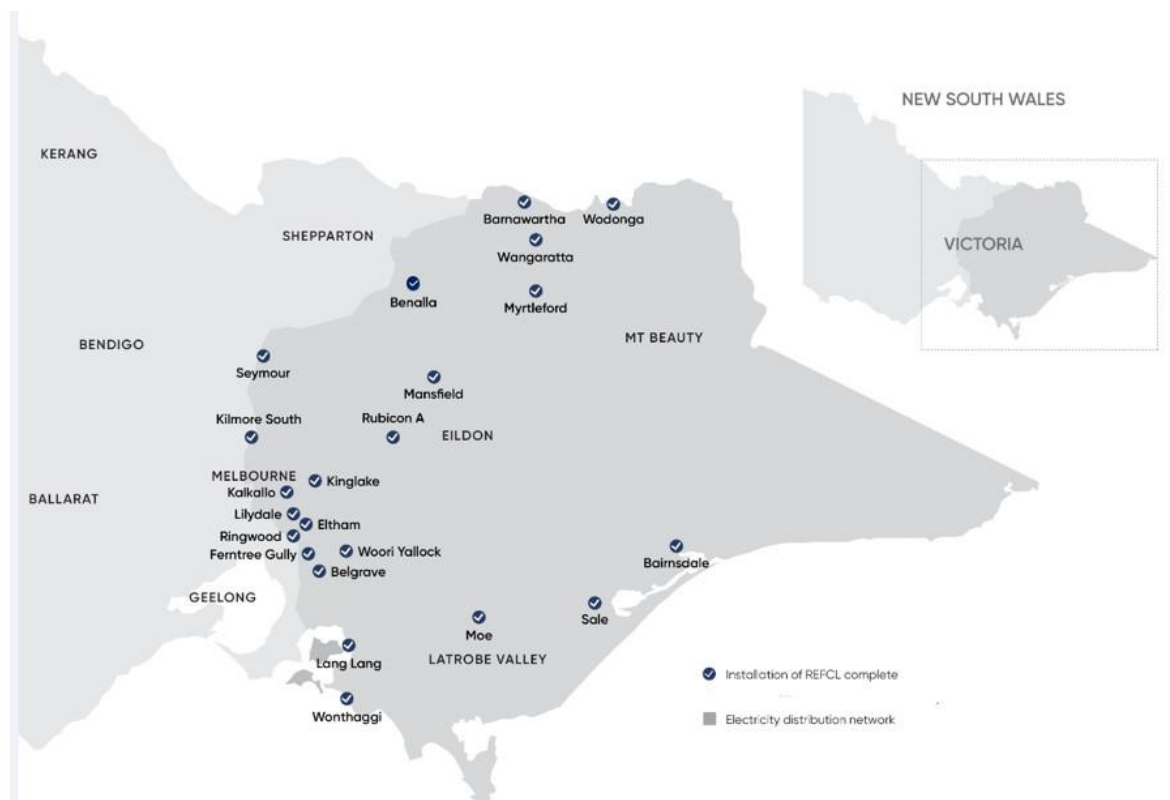 NEW SOUTH WALES
KERANG
Barnawartha
Wodonga
SHEPPARTON
VICTORIA
Wangaratta
Benalla
Myrtleford
MT BEAUTY
BENDIGO
Seymour
Mansfield
Kilmore South
Rubicon A
EILDON
MELBOURNE
Kinglake
Kalkallo
BALLARAT
Lilydale
Eltham
Ringwood
Ferntree Gully
Woori Yallock
Bairnsdale
Belgrave
GEELONG
Sale
Moe
Lang Lang
LATROBE VALLEY
Installation of REFCL complete
Wonthaggi
Electricity distribution network